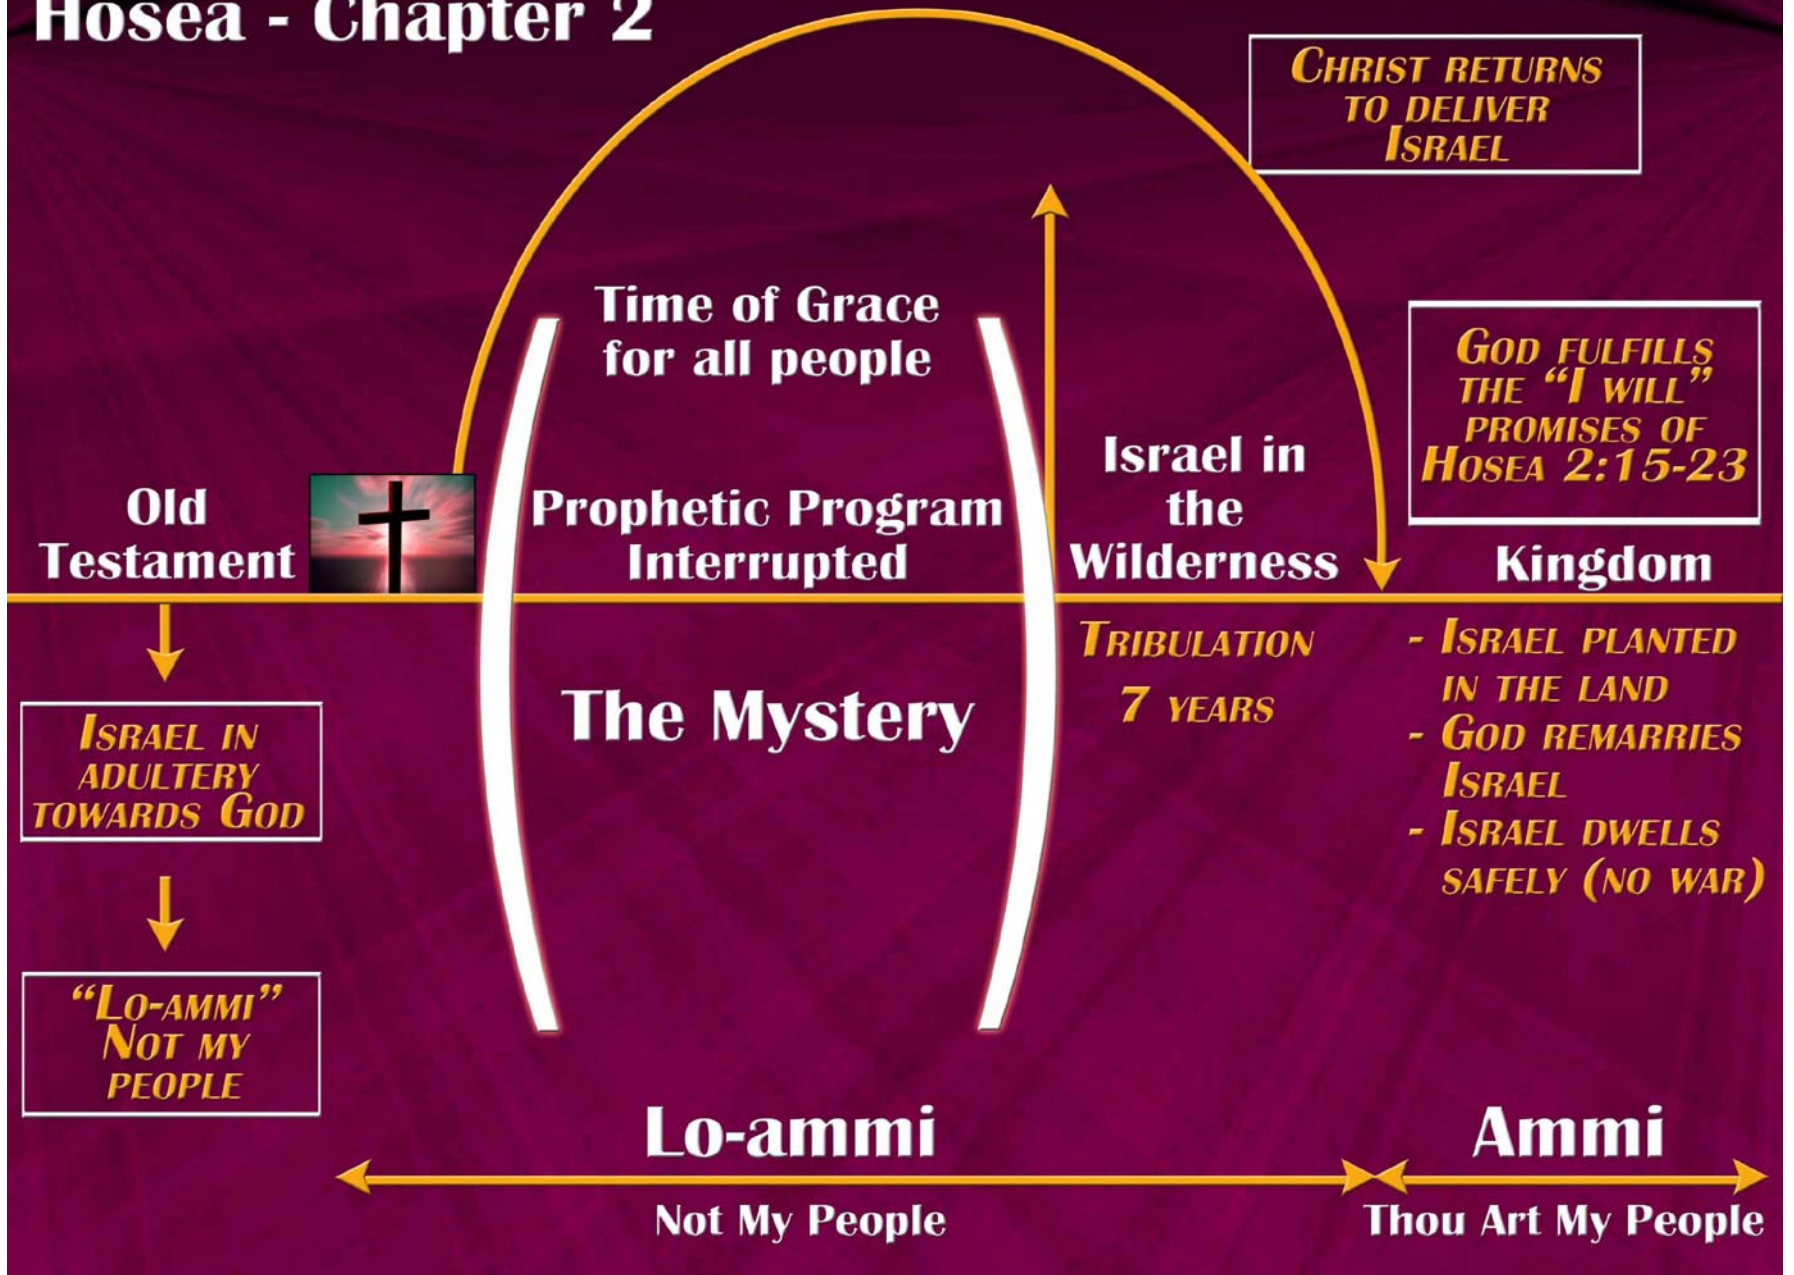 Hosea - Chapter 2
CHRIST RETURNS
TO DELIVER
ISRAEL
Time of Grace
for all people
GOD FULFILLS
THE “I WILL”
PROMISES OF
HOSEA 2:15-23
Old
Testament
Prophetic Program
Interrupted
Israel in
the
Wilderness
Kingdom
ISRAEL IN
ADULTERY
TOWARDS GOD
The Mystery
TRIBULATION
7 YEARS
- ISRAEL PLANTED
IN THE LAND
- GOD REMARRIES
ISRAEL
- ISRAEL DWELLS
SAFELY (NO WAR)
“LO-AMMI”
NOT MY
PEOPLE
Lo-ammi
Not My People
Ammi
Thou Art My People